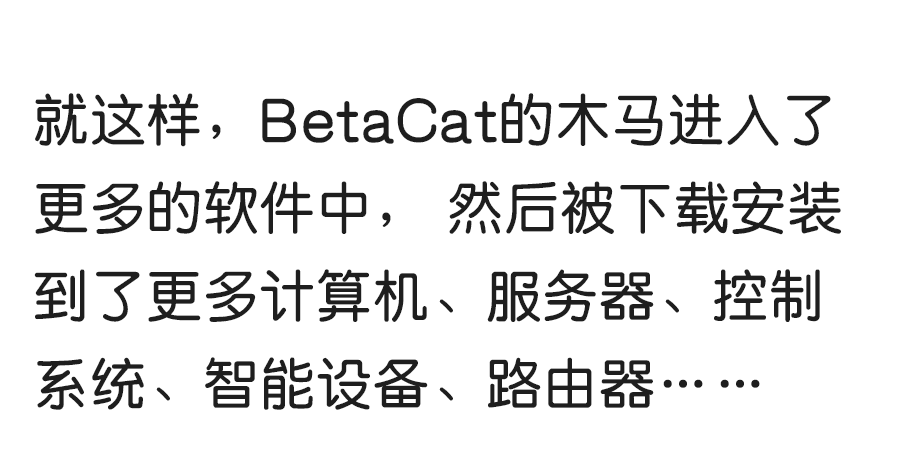 就这样，BetaCat的木马进入了
更多的软件中， 然后被下载安装
到了更多计算机、服务器、控制
系统、智能设备、路由器……